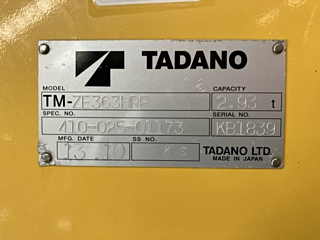 TADANO
MODEL
CAPACITY
TM-ZE363HRF
2.93 t
SPEC. NO.
SERIAL NO.
410-025-01173
KB1839
MFG. DATE
SS NO.
13.10
KS
TADANO LTD.
MADE IN JAPAN